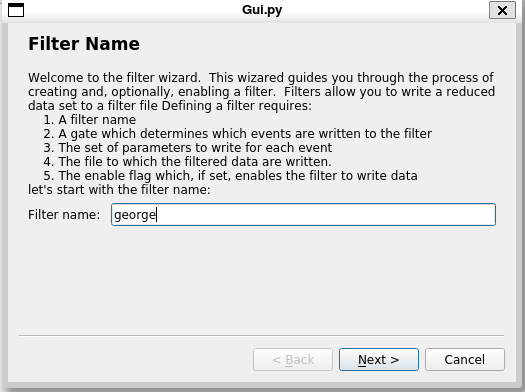 Gui.py
Filter Name
Welcome to the filter wizard.  This wizared guides you through the process of
creating and, optionally, enabling a filter.  Filters allow you to write a reduced
data set to a filter file Defining a filter requires:
1. A filter name
2. A gate which determines which events are written to the filter
3. The set of parameters to write for each event
4. The file to which the filtered data are written.
5. The enable flag which, if set, enables the filter to write data
let's start with the filter name:
Filter name: george
< Back Next > Cancel